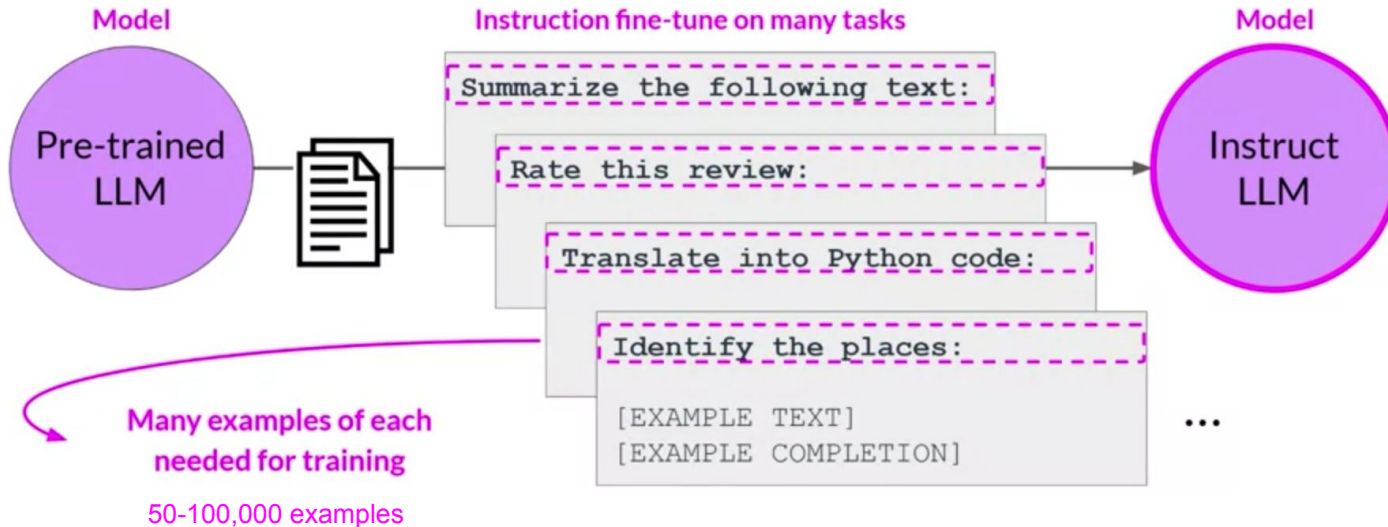 Model
Instruction fine-tune on many tasks
Model
Pre-trained
LLM
Summarize the following text:
Rate this review:
Translate into Python code:
Identify the places:
[EXAMPLE TEXT]
[EXAMPLE COMPLETION]
...
Instruct
LLM
Many examples of each
needed for training
50-100,000 examples